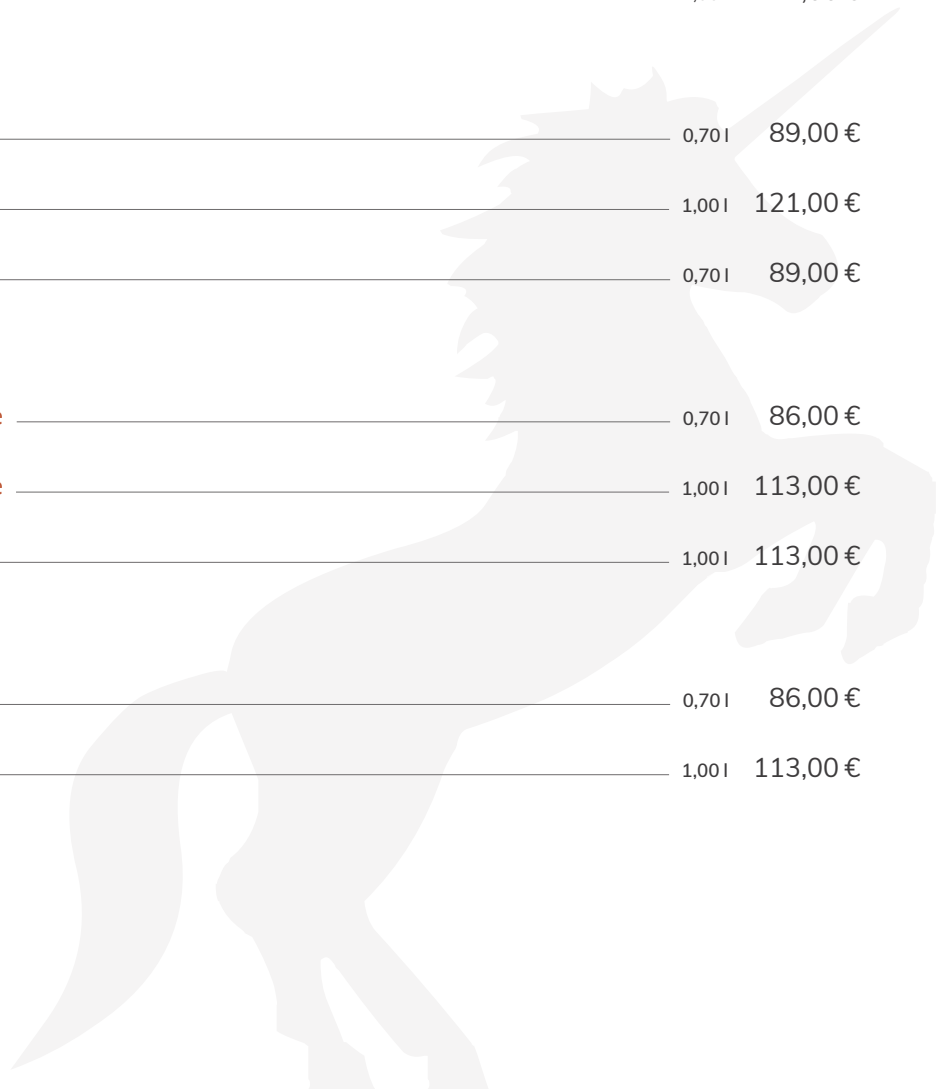 0,70 l 89,00 €
1,00 l 121,00 €
0,70 l 89,00 €
e 0,70 l 86,00 €
e 1,00 l 113,00 €
1,00 l 113,00 €
0,70 l 86,00 €
1,00 l 113,00 €